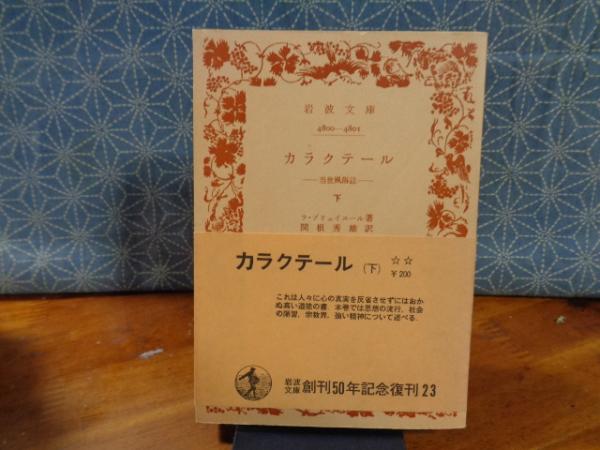 岩波文庫
4800—4801
カラクテール
——当世風俗誌——
下
ラ・ブリュイエール著
関根秀雄訳
カラクテール（下）
☆☆
￥200
これは人々に心の真実を反省させずにはおか
ぬ高い道徳の書．本巻では思想の流行，社会
の陋習，宗教界，強い精神について述べる．
岩波
文庫
創刊50年記念復刊23